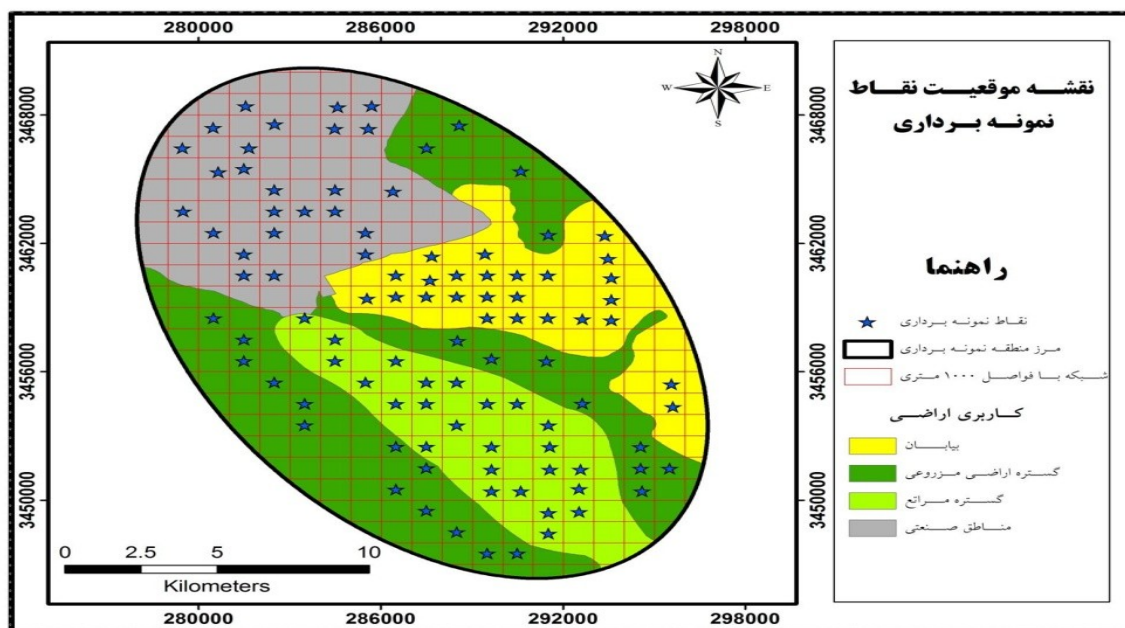 280000 286000 292000 298000
3468000
3462000
3456000
3450000
N
W E
S
0 2.5 5 10
Kilometers
280000 286000 292000 298000
3468000
3462000
3456000
3450000
نقشه موقعیت نقاط
نمونه برداری
راهنما
نقاط نمونه برداری
مرز منطقه نمونه برداری
شبکه با فواصل ۱۰۰۰ متری
کاربری اراضی
بیابان
گستره اراضی مزروعی
گستره مراتع
مناطق صنعتی